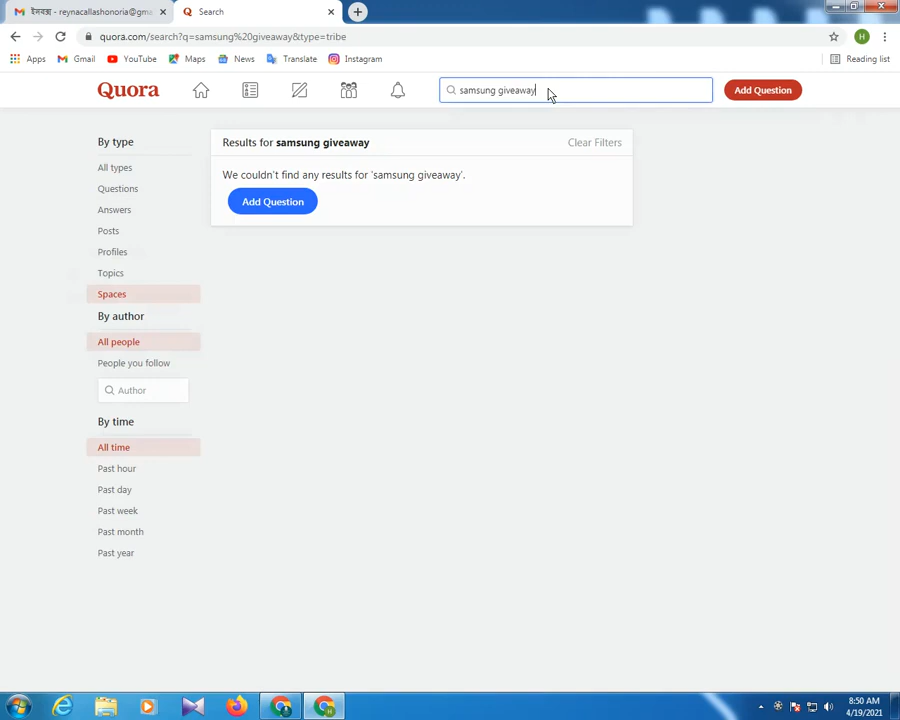 इनबक्स - reynacallashonoria@gma
Search
quora.com/search?q=samsung%20giveaway&type=tribe
H
Apps Gmail YouTube Maps News Translate Instagram Reading list
Quora samsung giveaway Add Question
By type
All types
Questions
Answers
Posts
Profiles
Topics
Spaces
By author
All people
People you follow
Author
By time
All time
Past hour
Past day
Past week
Past month
Past year
Results for samsung giveaway Clear Filters
We couldn't find any results for 'samsung giveaway'.
Add Question
8:50 AM
4/19/2021